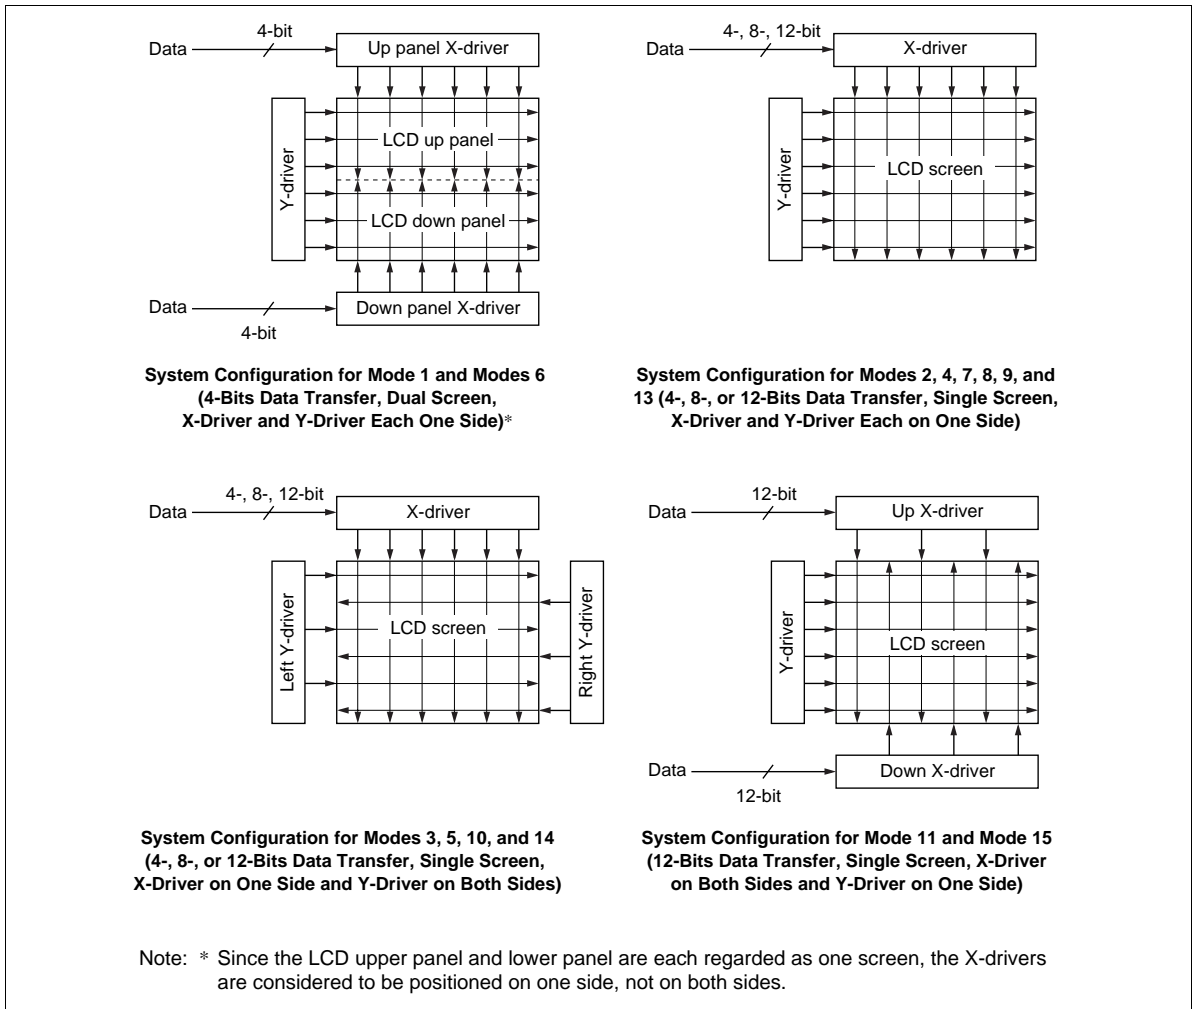 4-bit
Data
Up panel X-driver
Y-driver
LCD up panel
LCD down panel
Data
Down panel X-driver
4-bit
System Configuration for Mode 1 and Modes 6
(4-Bits Data Transfer, Dual Screen,
X-Driver and Y-Driver Each One Side)*
4-, 8-, 12-bit
Data
X-driver
Y-driver
LCD screen
System Configuration for Modes 2, 4, 7, 8, 9, and
13 (4-, 8-, or 12-Bits Data Transfer, Single Screen,
X-Driver and Y-Driver Each on One Side)
4-, 8-, 12-bit
Data
X-driver
Left Y-driver
LCD screen
Right Y-driver
System Configuration for Modes 3, 5, 10, and 14
(4-, 8-, or 12-Bits Data Transfer, Single Screen,
X-Driver on One Side and Y-Driver on Both Sides)
12-bit
Data
Up X-driver
Y-driver
LCD screen
Data
Down X-driver
12-bit
System Configuration for Mode 11 and Mode 15
(12-Bits Data Transfer, Single Screen, X-Driver
on Both Sides and Y-Driver on One Side)
Note: * Since the LCD upper panel and lower panel are each regarded as one screen, the X-drivers
are considered to be positioned on one side, not on both sides.